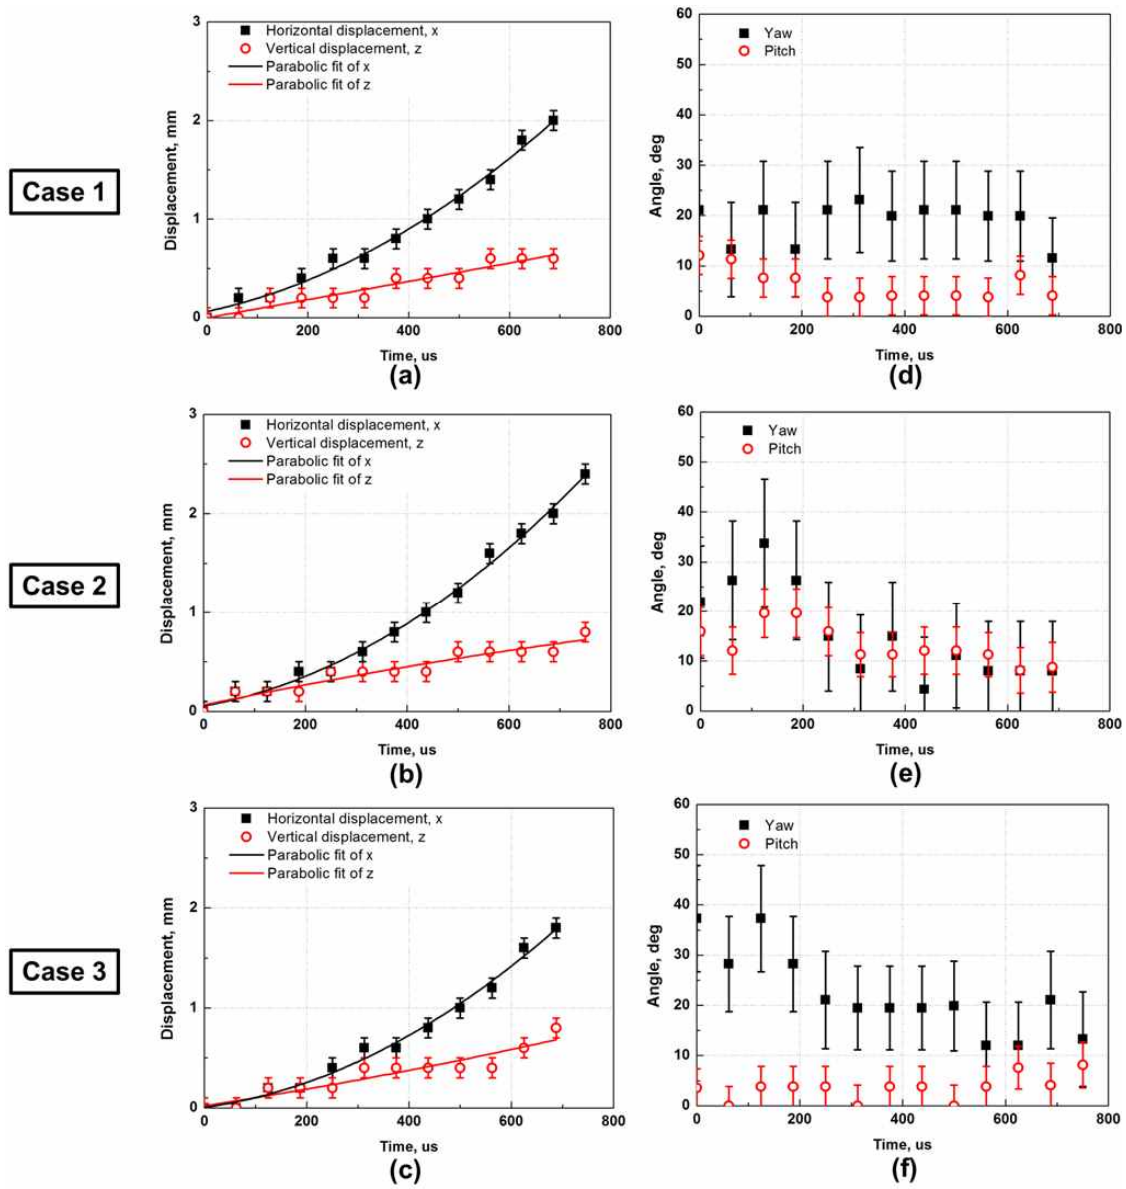 Case 1
3
2
1
0
Displacement, mm
Horizontal displacement, x
Vertical displacement, z
Parabolic fit of x
Parabolic fit of z
200 400 600 800
Time, us
(a)
60
50
40
30
20
10
0
Angle, deg
Yaw
Pitch
0 200 400 600 800
Time, us
(d)
Case 2
3
2
1
0
Displacement, mm
Horizontal displacement, x
Vertical displacement, z
Parabolic fit of x
Parabolic fit of z
200 400 600 800
Time, us
(b)
60
50
40
30
20
10
0
Angle, deg
Yaw
Pitch
0 200 400 600 800
Time, us
(e)
Case 3
3
2
1
0
Displacement, mm
Horizontal displacement, x
Vertical displacement, z
Parabolic fit of x
Parabolic fit of z
200 400 600 800
Time, us
(c)
60
50
40
30
20
10
0
Angle, deg
Yaw
Pitch
0 200 400 600 800
Time, us
(f)